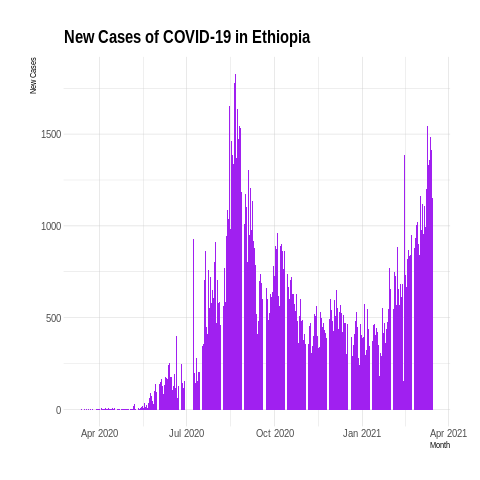 New Cases of COVID-19 in Ethiopia
New Cases
1500
1000
500
0
Apr 2020 Jul 2020 Oct 2020 Jan 2021 Apr 2021
Month